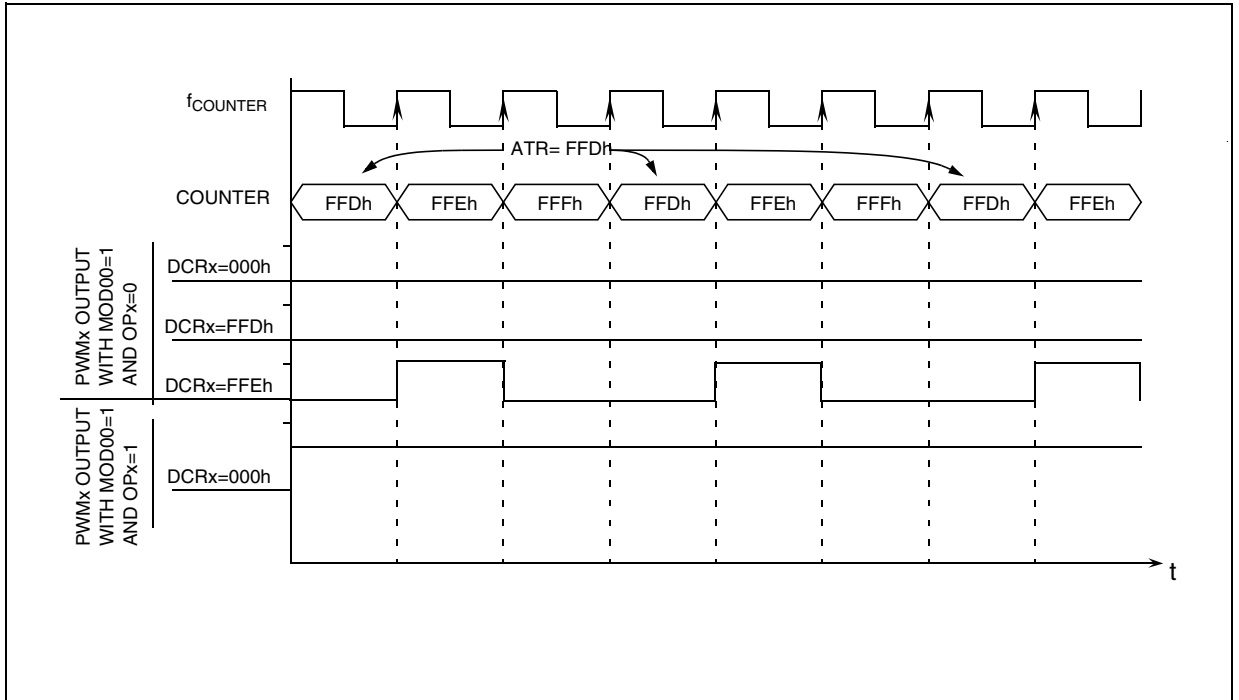 fCOUNTER
ATR= FFDh
COUNTER
FFDh FFEh FFFh FFDh FFEh FFFh FFDh FFEh
PWMx OUTPUT
WITH MOD00=1
AND OPx=0
DCRx=000h
DCRx=FFDh
DCRx=FFEh
PWMx OUTPUT
WITH MOD00=1
AND OPx=1
DCRx=000h
t